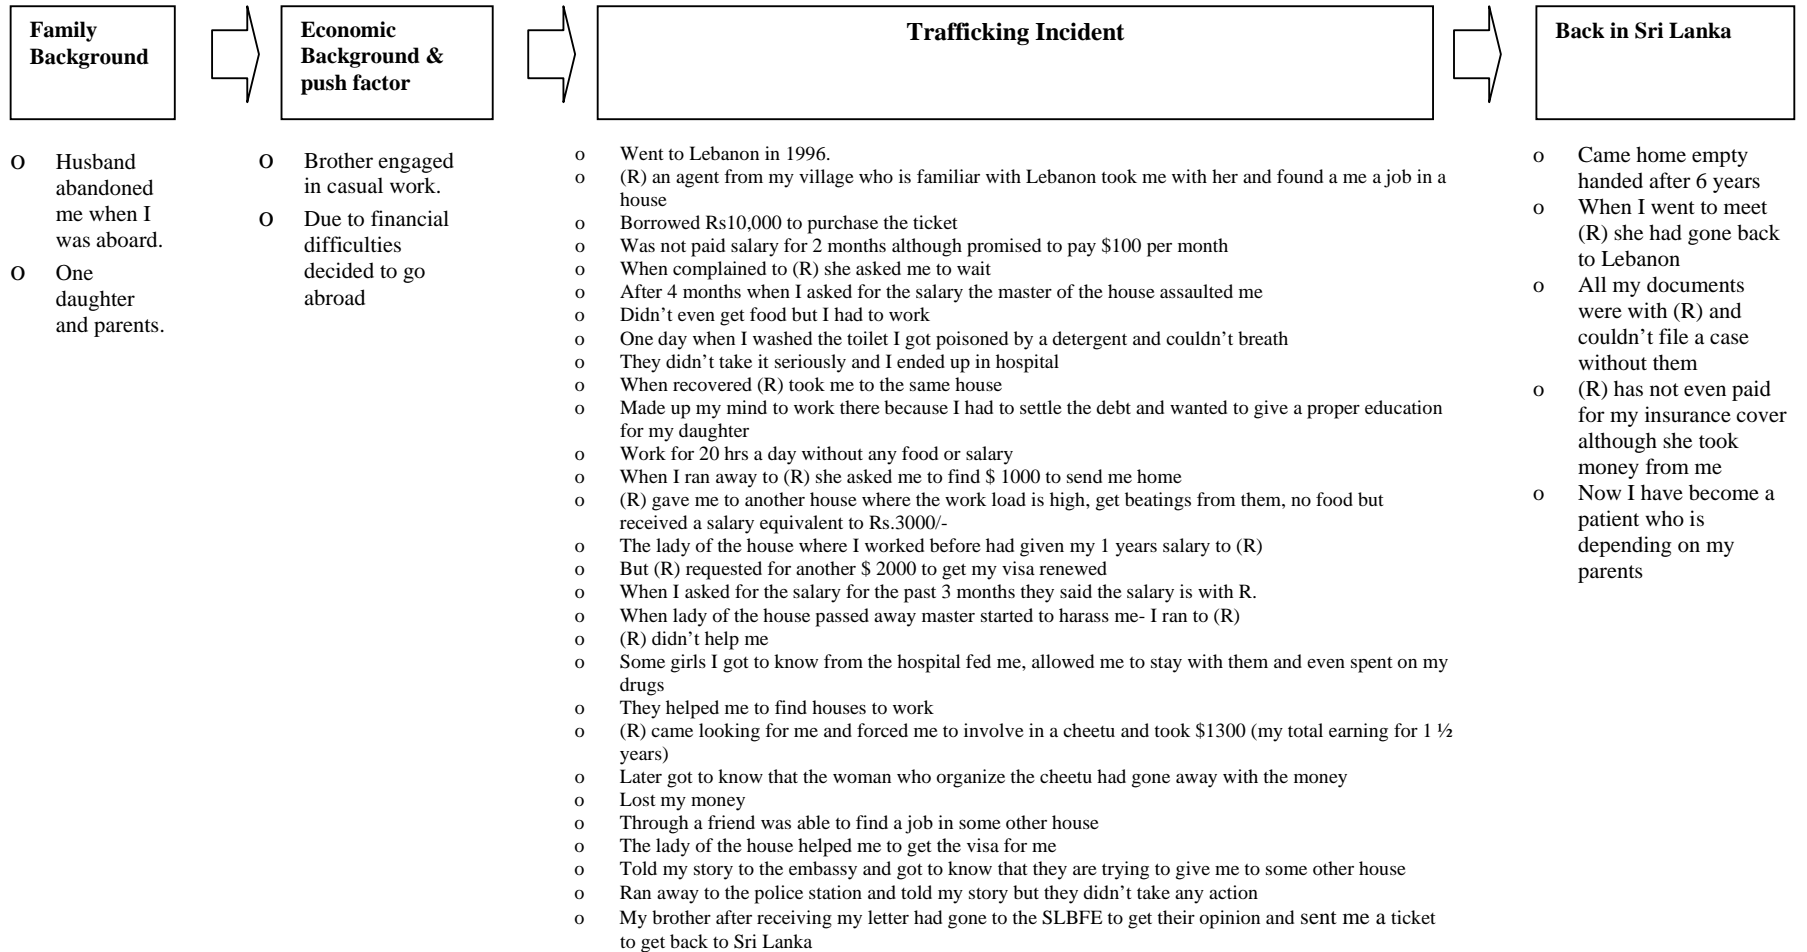 Family
Background
Economic
Background &
push factor
Trafficking Incident
Back in Sri Lanka
o Husband
abandoned
me when I
was aboard.
o One
daughter
and parents.
o Brother engaged
in casual work.
o Due to financial
difficulties
decided to go
abroad
o Went to Lebanon in 1996.
o (R) an agent from my village who is familiar with Lebanon took me with her and found a me a job in a
house
o Borrowed Rs10,000 to purchase the ticket
o Was not paid salary for 2 months although promised to pay $100 per month
o When complained to (R) she asked me to wait
o After 4 months when I asked for the salary the master of the house assaulted me
o Didn’t even get food but I had to work
o One day when I washed the toilet I got poisoned by a detergent and couldn’t breath
o They didn’t take it seriously and I ended up in hospital
o When recovered (R) took me to the same house
o Made up my mind to work there because I had to settle the debt and wanted to give a proper education
for my daughter
o Work for 20 hrs a day without any food or salary
o When I ran away to (R) she asked me to find $ 1000 to send me home
o (R) gave me to another house where the work load is high, get beatings from them, no food but
received a salary equivalent to Rs.3000/-
o The lady of the house where I worked before had given my 1 years salary to (R)
o But (R) requested for another $ 2000 to get my visa renewed
o When I asked for the salary for the past 3 months they said the salary is with R.
o When lady of the house passed away master started to harass me- I ran to (R)
o (R) didn’t help me
o Some girls I got to know from the hospital fed me, allowed me to stay with them and even spent on my
drugs
o They helped me to find houses to work
o (R) came looking for me and forced me to involve in a cheetu and took $1300 (my total earning for 1 ½
years)
o Later got to know that the woman who organize the cheetu had gone away with the money
o Lost my money
o Through a friend was able to find a job in some other house
o The lady of the house helped me to get the visa for me
o Told my story to the embassy and got to know that they are trying to give me to some other house
o Ran away to the police station and told my story but they didn’t take any action
o My brother after receiving my letter had gone to the SLBFE to get their opinion and sent me a ticket
to get back to Sri Lanka
o Came home empty
handed after 6 years
o When I went to meet
(R) she had gone back
to Lebanon
o All my documents
were with (R) and
couldn’t file a case
without them
o (R) has not even paid
for my insurance cover
although she took
money from me
o Now I have become a
patient who is
depending on my
parents